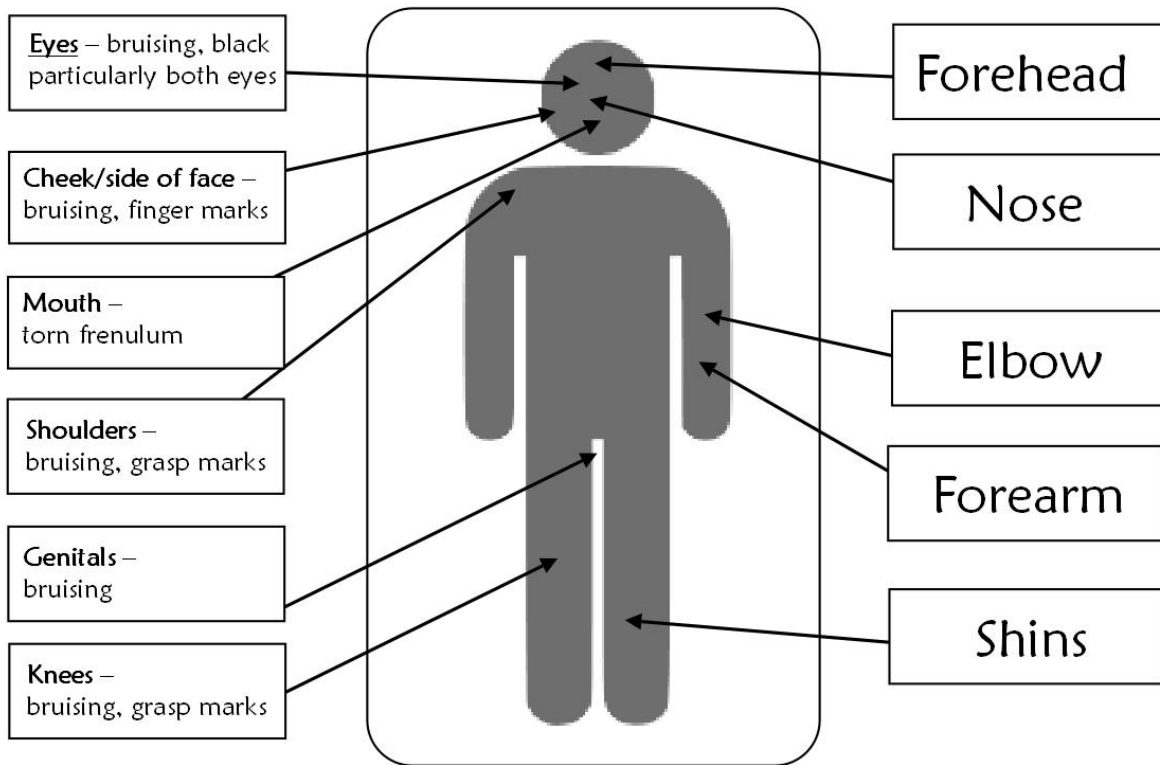 Eyes – bruising, black
particularly both eyes
Cheek/side of face –
bruising, finger marks
Mouth –
torn frenulum
Shoulders –
bruising, grasp marks
Genitals –
bruising
Knees –
bruising, grasp marks
Forehead
Nose
Elbow
Forearm
Shins